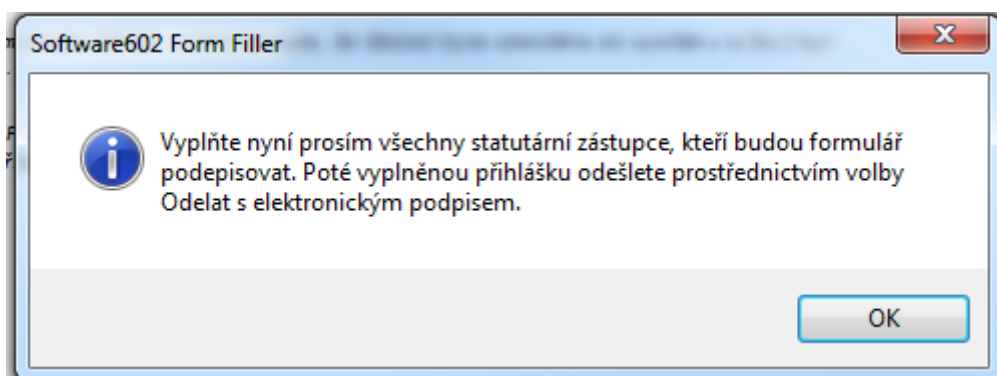 Software602 Form Filler
Vyplňte nyní prosím všechny statutární zástupce, kteří budou formulář
podepisovat. Poté vyplněnou přihlášku odešlete prostřednictvím volby
Odelat s elektronickým podpisem.
OK